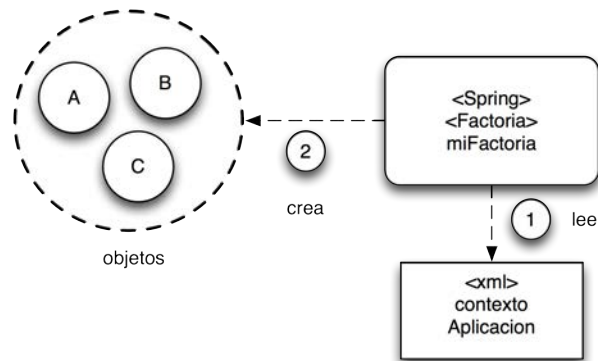 A
B
C
objetos
2
crea
<Spring>
<Factoria>
miFactoria
1
lee
<xml>
contexto
Aplicacion